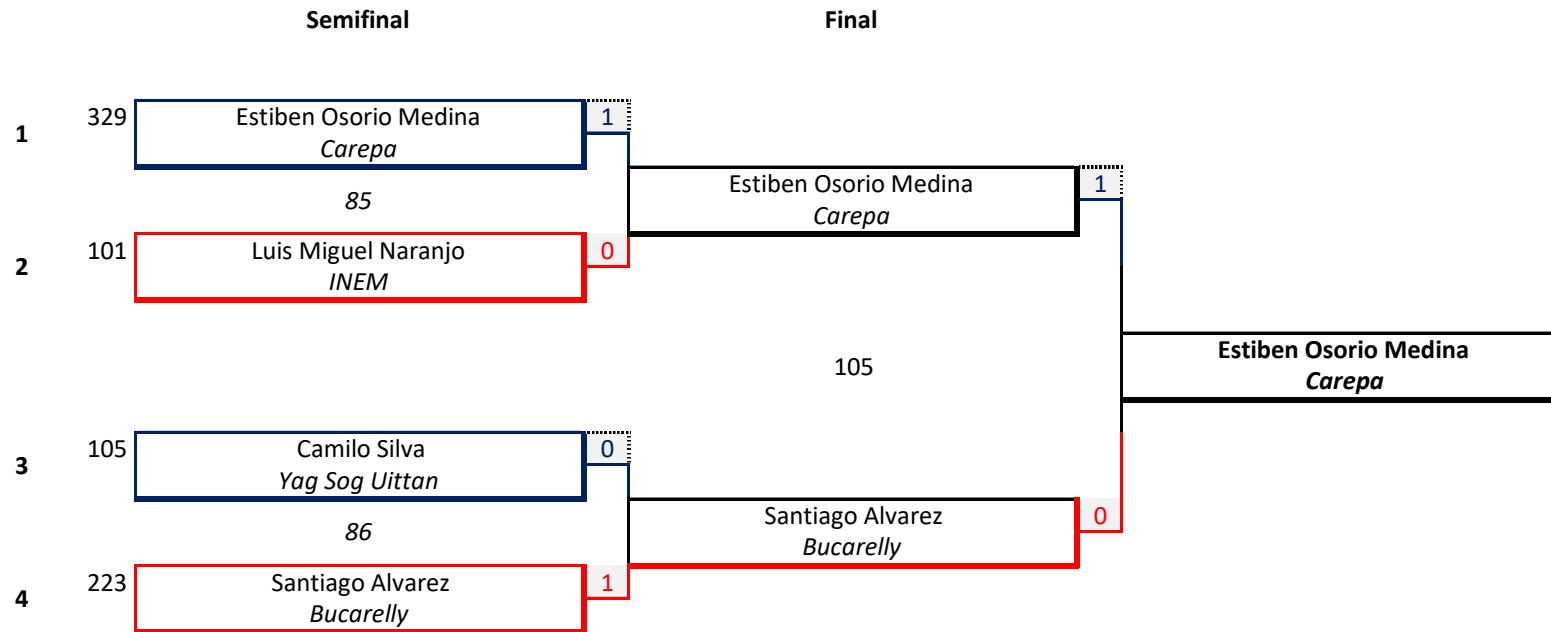 Semifinal
Final
1
329
Estiben Osorio Medina
1
Carepa
85
Estiben Osorio Medina
1
Carepa
2
101
Luis Miguel Naranjo
0
INEM
105
Estiben Osorio Medina
Carepa
3
105
Camilo Silva
0
Yag Sog Uittan
86
Santiago Alvarez
0
Bucarelly
4
223
Santiago Alvarez
1
Bucarelly